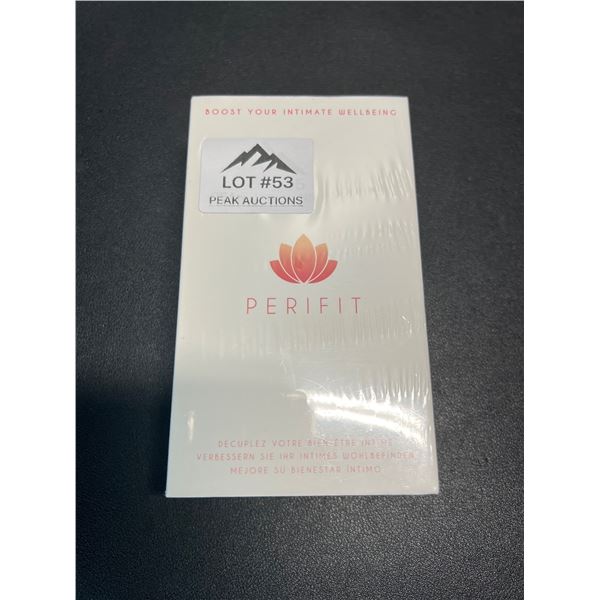 BOOST YOUR INTIMATE WELLBEING
LOT #53
PEAK AUCTIONS
PERIFIT
DÉCUPLEZ VOTRE BIEN-ÊTRE INTIME
VERBESSERN SIE IHR INTIMES WOHLBEFINDEN
MEJORE SU BIENESTAR ÍNTIMO